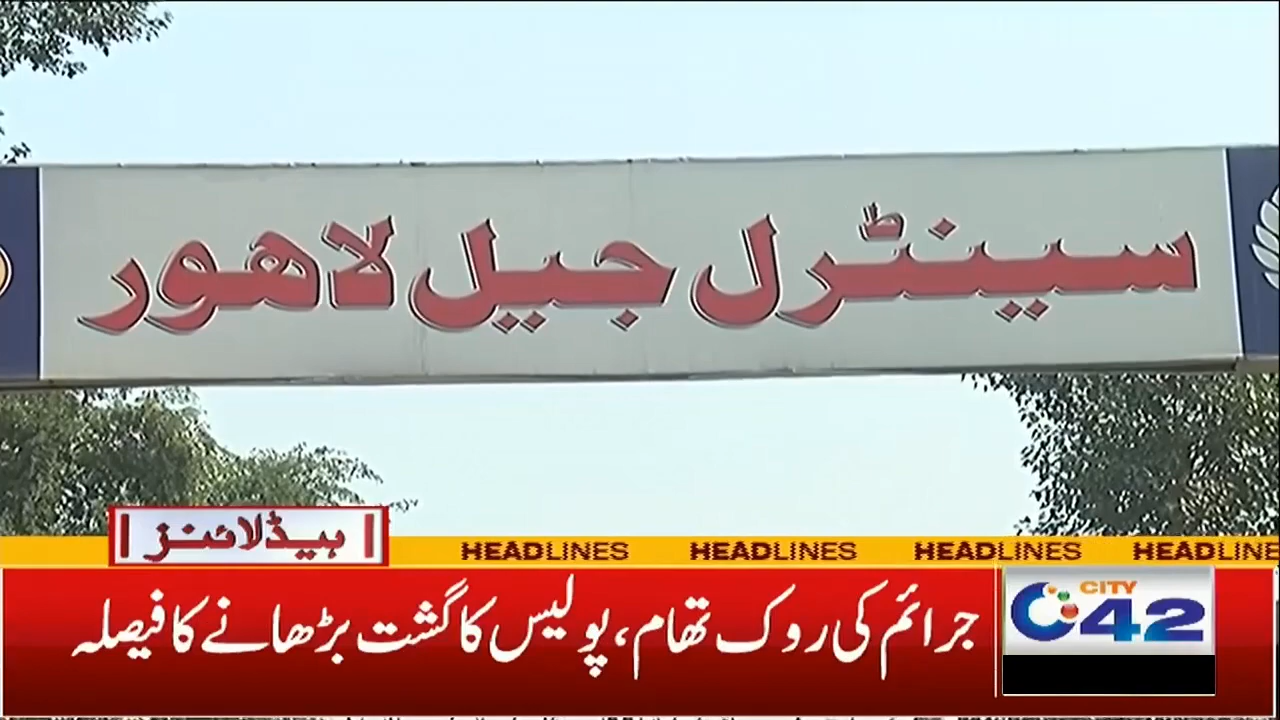 سینٹرل جیل لاہور
ہیڈلائنز
HEADLINES HEADLINES HEADLINES HEADLINE
جرائم کی روک تھام، پولیس کا گشت بڑھانے کا فیصلہ
CITY
42